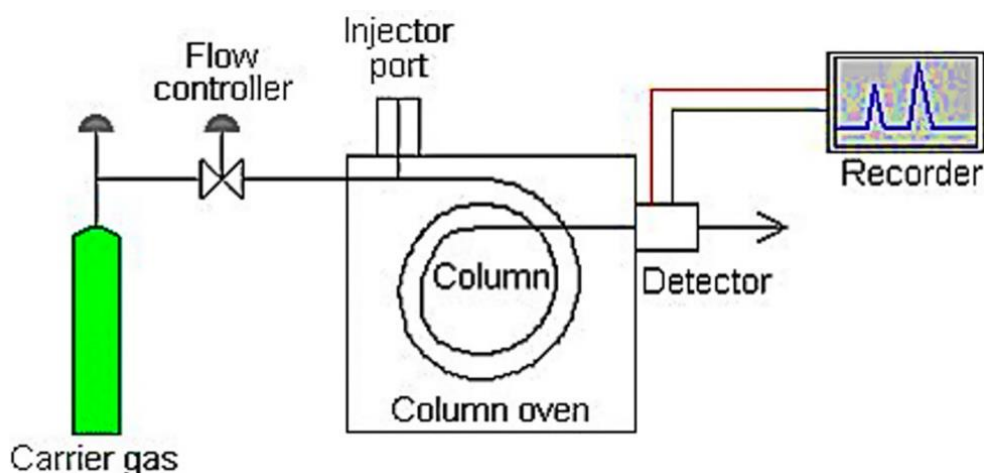 Injector
port
Flow
controller
Recorder
Column
Detector
Column oven
Carrier gas